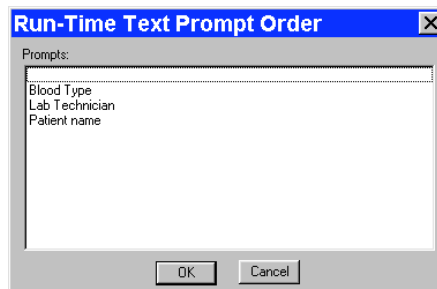 Run-Time Text Prompt Order
Prompts:
Blood Type
Lab Technician
Patient name
OK Cancel